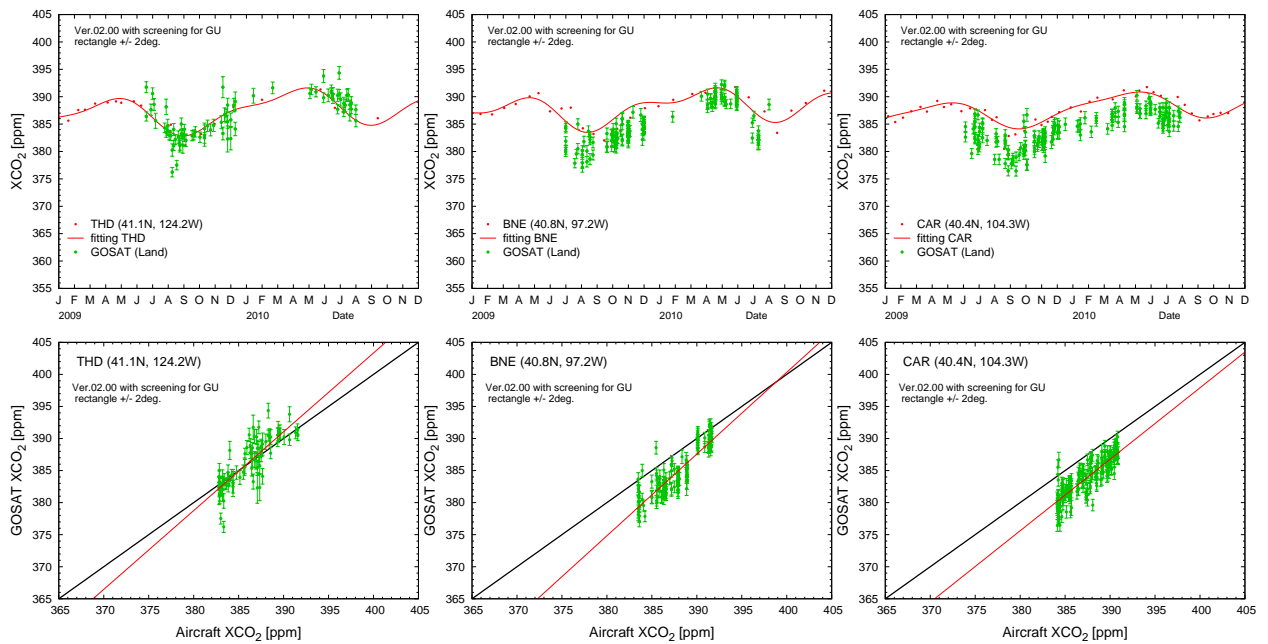 405
400
395
390
385
380
375
370
365
360
355
XCO2 [ppm]
Ver.02.00 with screening for GU
rectangle +/- 2deg.
THD (41.1N, 124.2W)
fitting THD
GOSAT (Land)
J F M A M J J A S O N D J F M A M J J A S O N D
2009 2010 Date
405
400
395
390
385
380
375
370
365
360
355
XCO2 [ppm]
Ver.02.00 with screening for GU
rectangle +/- 2deg.
BNE (40.8N, 97.2W)
fitting BNE
GOSAT (Land)
J F M A M J J A S O N D J F M A M J J A S O N D
2009 2010 Date
405
400
395
390
385
380
375
370
365
360
355
XCO2 [ppm]
Ver.02.00 with screening for GU
rectangle +/- 2deg.
CAR (40.4N, 104.3W)
fitting CAR
GOSAT (Land)
J F M A M J J A S O N D J F M A M J J A S O N D
2009 2010 Date
405
400
395
390
385
380
375
370
365
GOSAT XCO2 [ppm]
THD (41.1N, 124.2W)
Ver.02.00 with screening for GU
rectangle +/- 2deg.
365 370 375 380 385 390 395 400 405
Aircraft XCO2 [ppm]
405
400
395
390
385
380
375
370
365
GOSAT XCO2 [ppm]
BNE (40.8N, 97.2W)
Ver.02.00 with screening for GU
rectangle +/- 2deg.
365 370 375 380 385 390 395 400 405
Aircraft XCO2 [ppm]
405
400
395
390
385
380
375
370
365
GOSAT XCO2 [ppm]
CAR (40.4N, 104.3W)
Ver.02.00 with screening for GU
rectangle +/- 2deg.
365 370 375 380 385 390 395 400 405
Aircraft XCO2 [ppm]